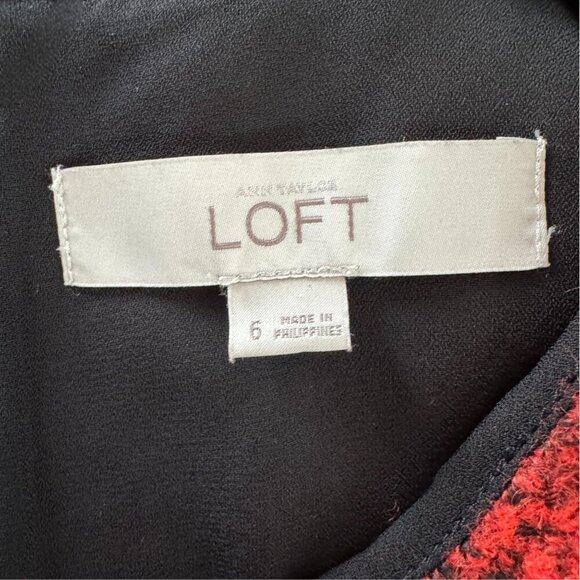 ANN TAYLOR
LOFT
6
MADE IN
PHILIPPINES